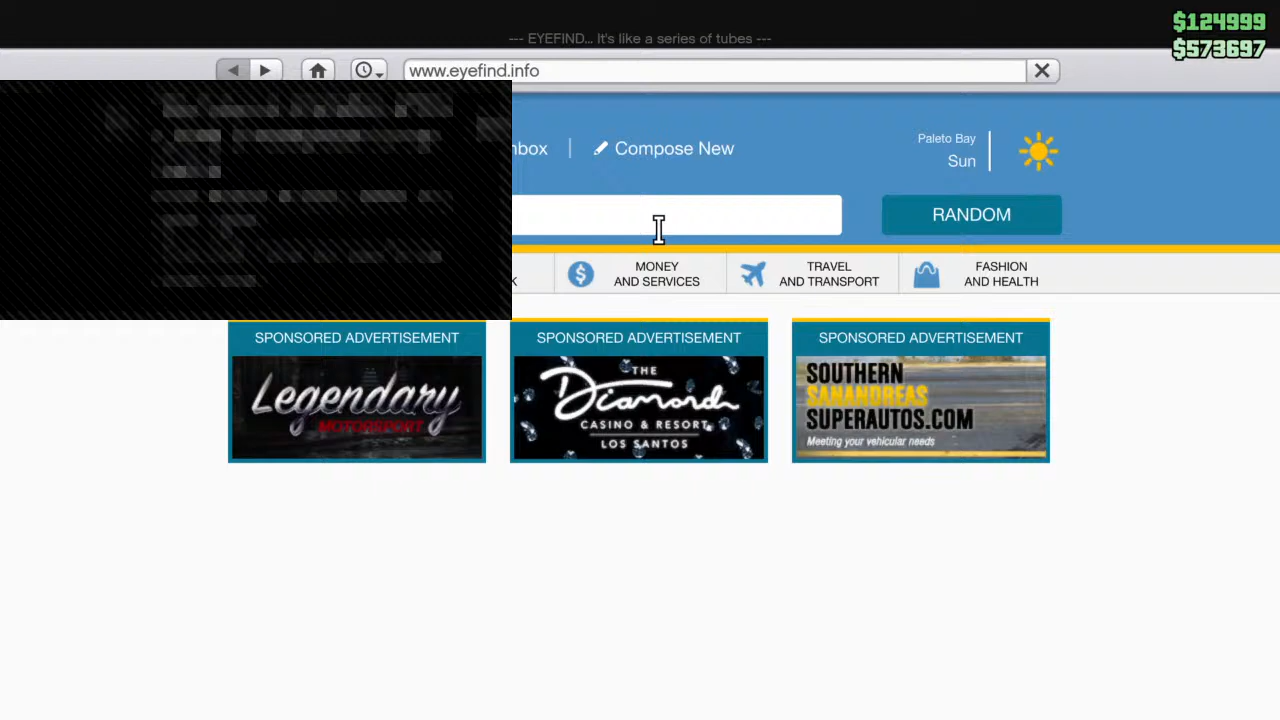 $124999
--- EYEFIND... It's like a series of tubes ---
$573697
www.eyefind.info
Compose New
Paleto Bay
Sun
RANDOM
MONEY
AND SERVICES
TRAVEL
AND TRANSPORT
FASHION
AND HEALTH
SPONSORED ADVERTISEMENT
SPONSORED ADVERTISEMENT
SPONSORED ADVERTISEMENT
Legendary
MOTORSPORT
THE
Diamond
CASINO & RESORT
LOS SANTOS
SOUTHERN
SANANDREAS
SUPERAUTOS.COM
Meeting your vehicular needs